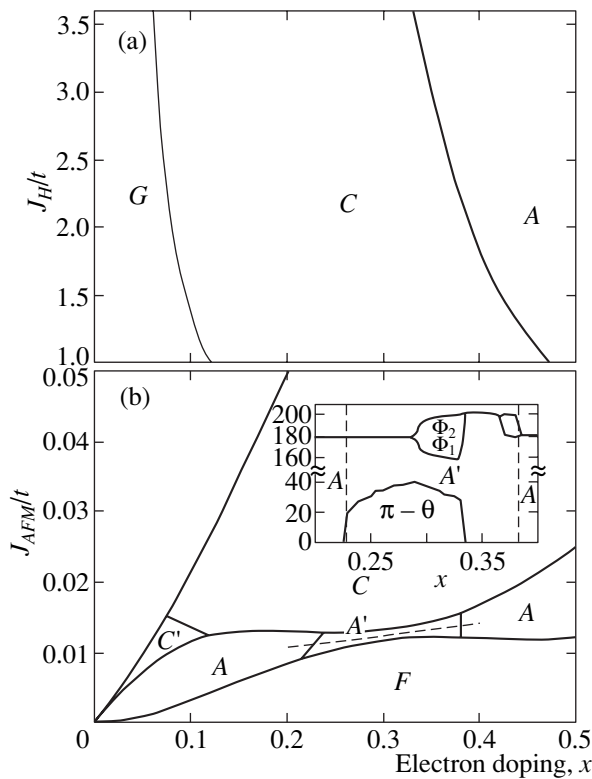 (a)
J_H/t
3.5
3.0
2.5
2.0
1.5
1.0
G
C
A
(b)
J_AFM/t
0.05
0.04
0.03
0.02
0.01
0
0.1
0.2
0.3
0.4
0.5
Electron doping, x
C'
A
A'
C
A
F
200
180
160
40
20
0
≈
≈
Φ2
Φ1
A
A'
A
π – θ
0.25
0.35
x